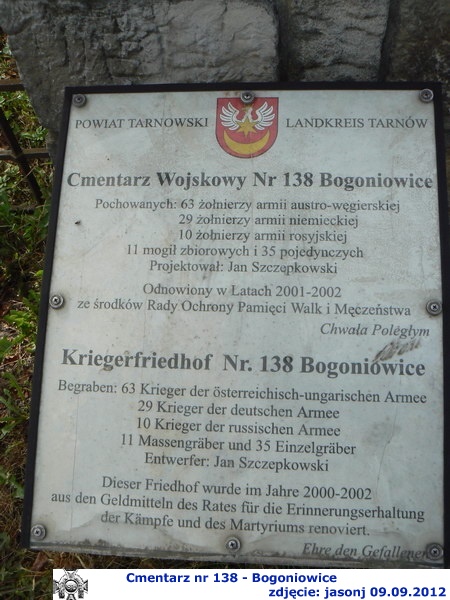 POWIAT TARNOWSKI LANDKREIS TARNÓW
Cmentarz Wojskowy Nr 138 Bogoniowice
Pochowanych: 63 żołnierzy armii austro-węgierskiej
29 żołnierzy armii niemieckiej
10 żołnierzy armii rosyjskiej
11 mogił zbiorowych i 35 pojedynczych
Projektował: Jan Szczepkowski
Odnowiony w Latach 2001-2002
ze środków Rady Ochrony Pamięci Walk i Męczeństwa
Chwała Poległym
Kriegerfriedhof Nr. 138 Bogoniowice
Begraben: 63 Krieger der österreichisch-ungarischen Armee
29 Krieger der deutschen Armee
10 Krieger der russischen Armee
11 Massengräber und 35 Einzelgräber
Entwerfer: Jan Szczepkowski
Dieser Friedhof wurde im Jahre 2000-2002
aus den Geldmitteln des Rates für die Erinnerungserhaltung
der Kämpfe und des Martyriums renoviert.
Ehre den Gefallenen
Cmentarz nr 138 - Bogoniowice
zdjęcie: jasonj 09.09.2012